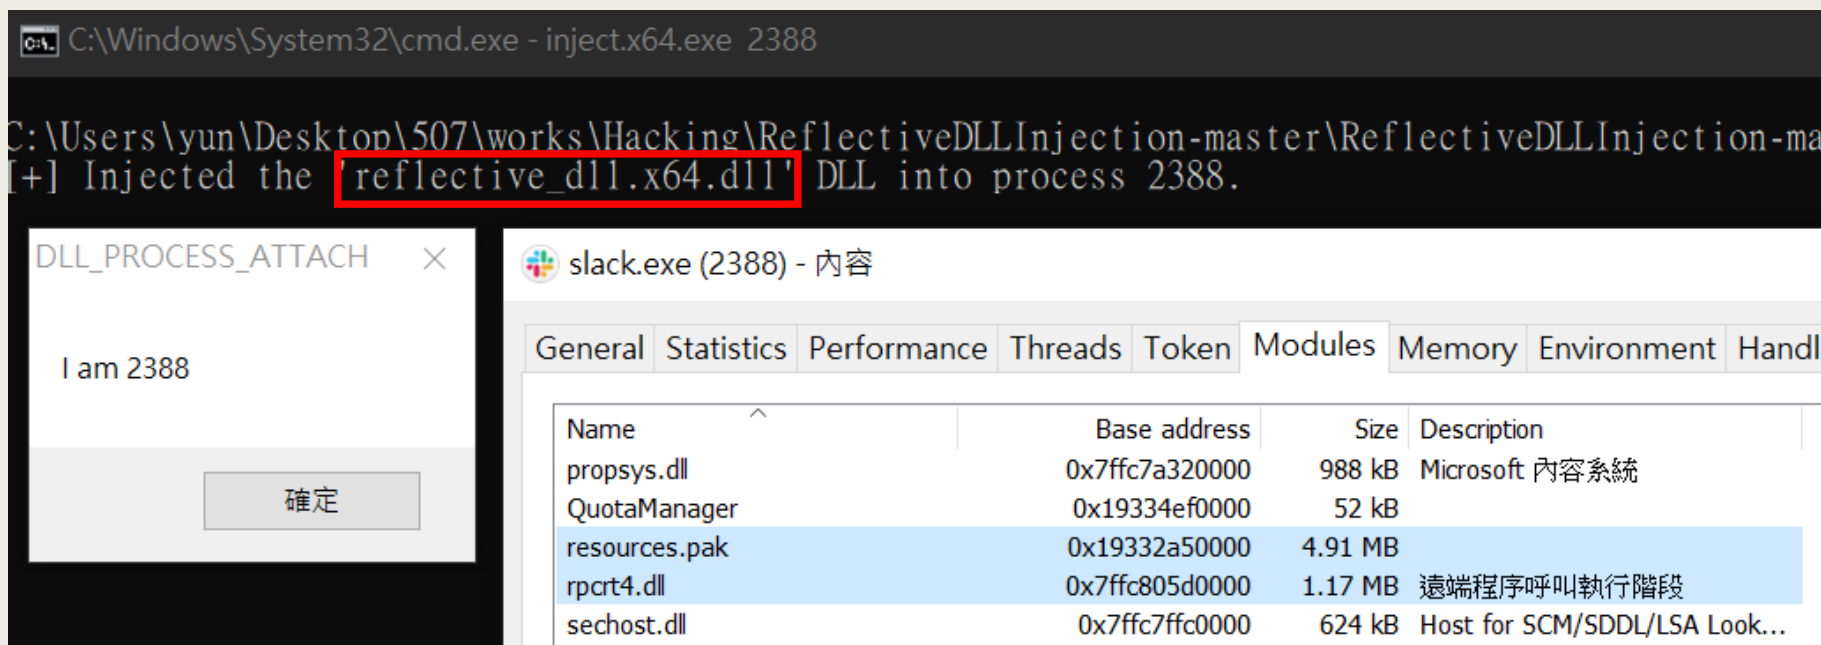 C:\Windows\System32\cmd.exe - inject.x64.exe 2388
C:\Users\yun\Desktop\507\works\Hacking\ReflectiveDLLInjection-master\ReflectiveDLLInjection-ma
[+] Injected the 'reflective_dll.x64.dll' DLL into process 2388.
DLL_PROCESS_ATTACH
I am 2388
確定
slack.exe (2388) - 內容
General Statistics Performance Threads Token Modules Memory Environment Handl
Name Base address Size Description
propsys.dll 0x7ffc7a320000 988 kB Microsoft 內容系統
QuotaManager 0x19334ef0000 52 kB
resources.pak 0x19332a50000 4.91 MB
rpcrt4.dll 0x7ffc805d0000 1.17 MB 遠端程序呼叫執行階段
sechost.dll 0x7ffc7ffc0000 624 kB Host for SCM/SDDL/LSA Look...